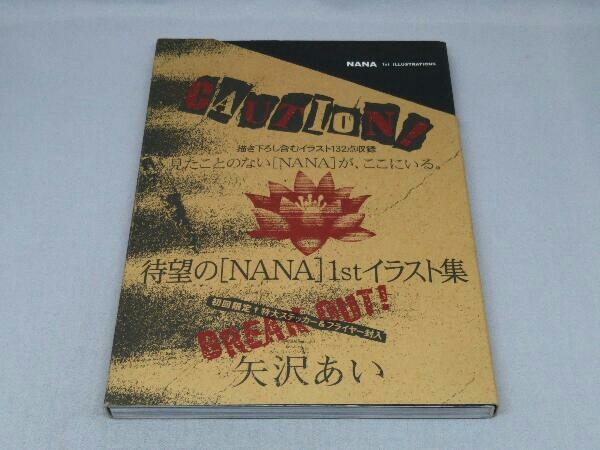 NANA 1st ILLUSTRATIONS
CAUTION!
描き下ろし含むイラスト132点収録
見たことのない[NANA]が、ここにいる。
待望の[NANA]1stイラスト集
BREAK OUT!
初回限定!特大ステッカー&フライヤー封入
矢沢あい